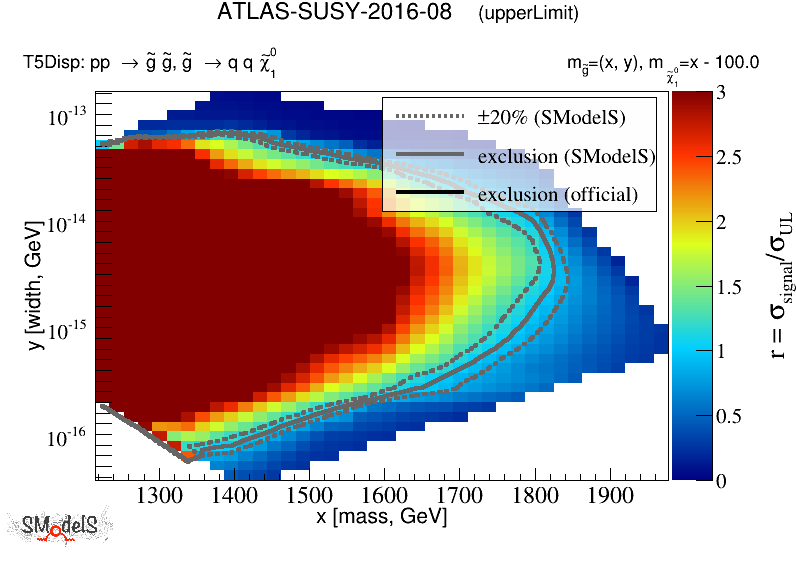 ATLAS-SUSY-2016-08 (upperLimit)
T5Disp: pp → g̃ g̃, g̃ → q q χ̃₁⁰
m_g̃=(x, y), m_χ̃₁⁰=x - 100.0
±20% (SModelS)
exclusion (SModelS)
exclusion (official)
10⁻¹³
10⁻¹⁴
10⁻¹⁵
10⁻¹⁶
y [width, GeV]
1300 1400 1500 1600 1700 1800 1900
x [mass, GeV]
3
2.5
2
1.5
1
0.5
0
r = σ_signal/σ_UL
SModelS